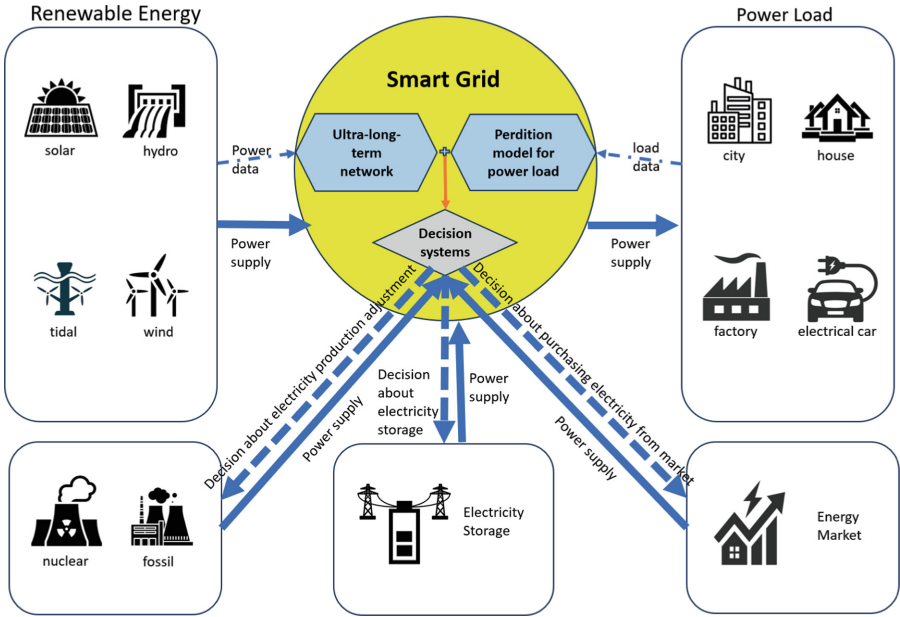 Renewable Energy
solar
hydro
tidal
wind
Power
data
Power
supply
Smart Grid
Ultra-long-
term
network
Perdition
model for
power load
Decision
systems
load
data
Power
supply
Power Load
city
house
factory
electrical car
Decision about electricity production adjustment
Power supply
Decision
about
electricity
storage
Power
supply
Decision about purchasing electricity from market
Power supply
nuclear
fossil
Electricity
Storage
Energy
Market